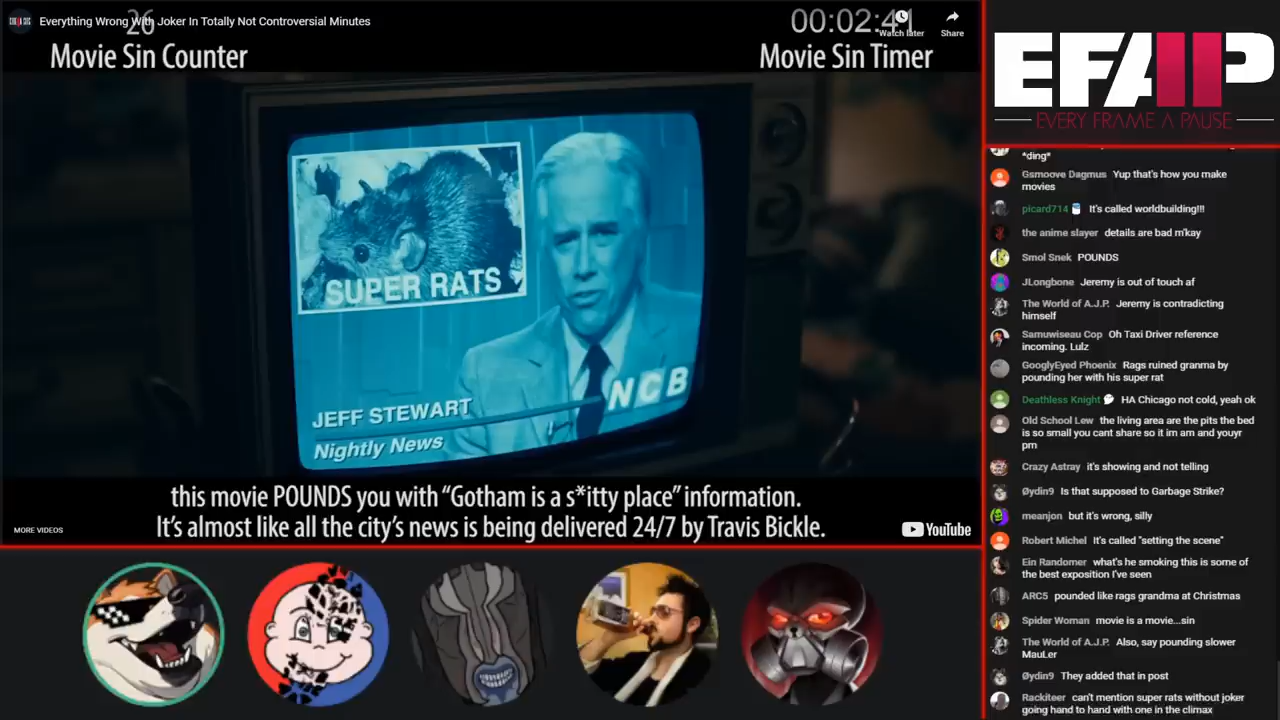 Everything Wrong With Joker In Totally Not Controversial Minutes
26
Movie Sin Counter
00:02:41
Watch later
Share
Movie Sin Timer
SUPER RATS
JEFF STEWART
Nightly News
NCB
this movie POUNDS you with “Gotham is a s*itty place” information.
It’s almost like all the city’s news is being delivered 24/7 by Travis Bickle.
MORE VIDEOS
YouTube
EFAP
EVERY FRAME A PAUSE
*ding*
Gsmoove Dagmus Yup that's how you make
movies
picard714 It's called worldbuilding!!!
the anime slayer details are bad m'kay
Smol Snek POUNDS
JLongbone Jeremy is out of touch af
The World of A.J.P. Jeremy is contradicting
himself
Samuwiseau Cop Oh Taxi Driver reference
incoming. Lulz
GooglyEyed Phoenix Rags ruined granma by
pounding her with his super rat
Deathless Knight HA Chicago not cold, yeah ok
Old School Lew the living area are the pits the bed
is so small you cant share so it im am and youyr
pm
Crazy Astray it's showing and not telling
Øydin9 Is that supposed to Garbage Strike?
meanjon but it's wrong, silly
Robert Michel It's called "setting the scene"
Ein Randomer what's he smoking this is some of
the best exposition I've seen
ARC5 pounded like rags grandma at Christmas
Spider Woman movie is a movie...sin
The World of A.J.P. Also, say pounding slower
MauLer
Øydin9 They added that in post
Rackiteer can't mention super rats without joker
going hand to hand with one in the climax